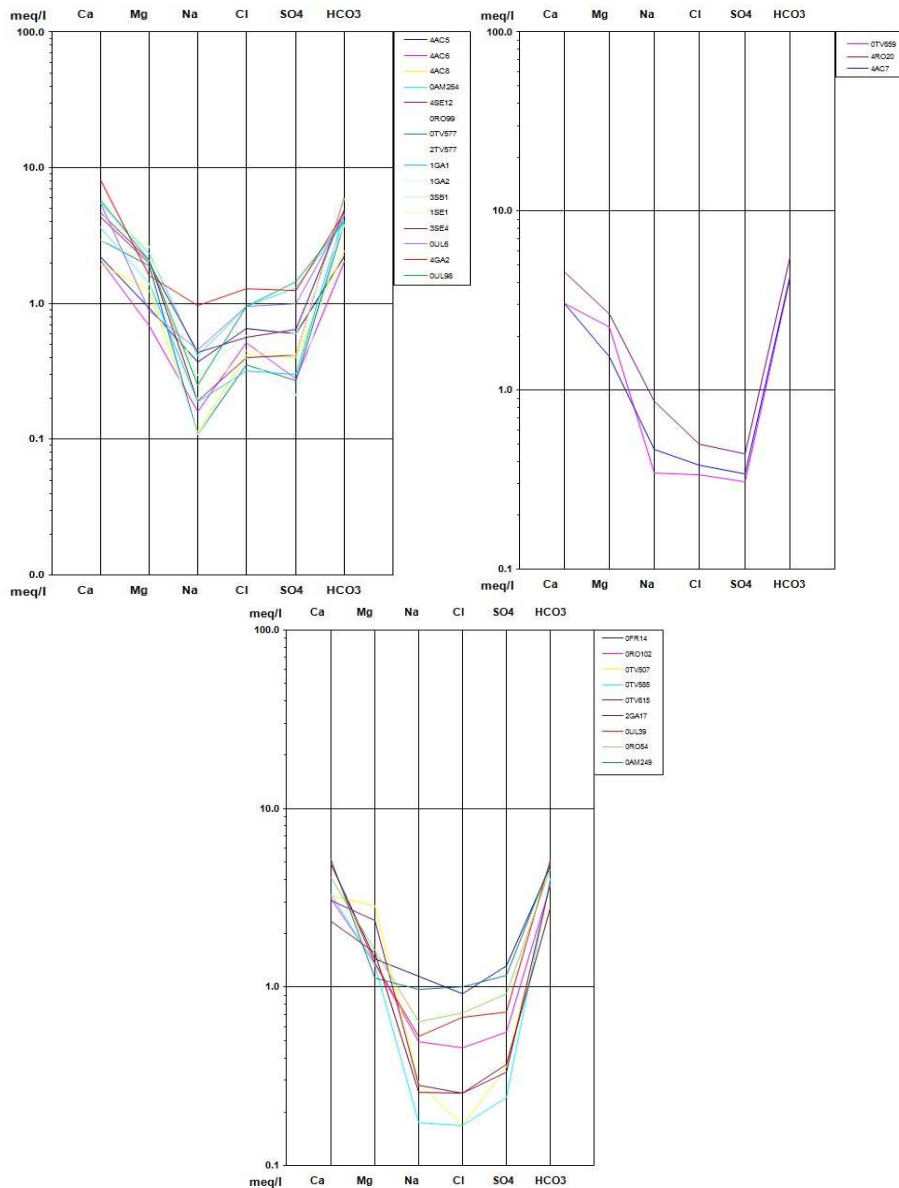 meq/l Ca Mg Na Cl SO4 HCO3
100.0
10.0
1.0
0.1
0.0
meq/l Ca Mg Na Cl SO4 HCO3
4AC5
4AC6
4AC8
0AM264
4SE12
0RO99
0TV577
2TV577
1GA1
1GA2
3SB1
1SE1
3SE4
0UL6
4GA2
0UL98
meq/l Ca Mg Na Cl SO4 HCO3
100.0
10.0
1.0
0.1
meq/l Ca Mg Na Cl SO4 HCO3
0TV659
4RO20
4AC7
meq/l Ca Mg Na Cl SO4 HCO3
100.0
10.0
1.0
0.1
meq/l Ca Mg Na Cl SO4 HCO3
0FR14
0RO102
0TV507
0TV585
0TV615
2GA17
0UL39
0RO54
0AM249